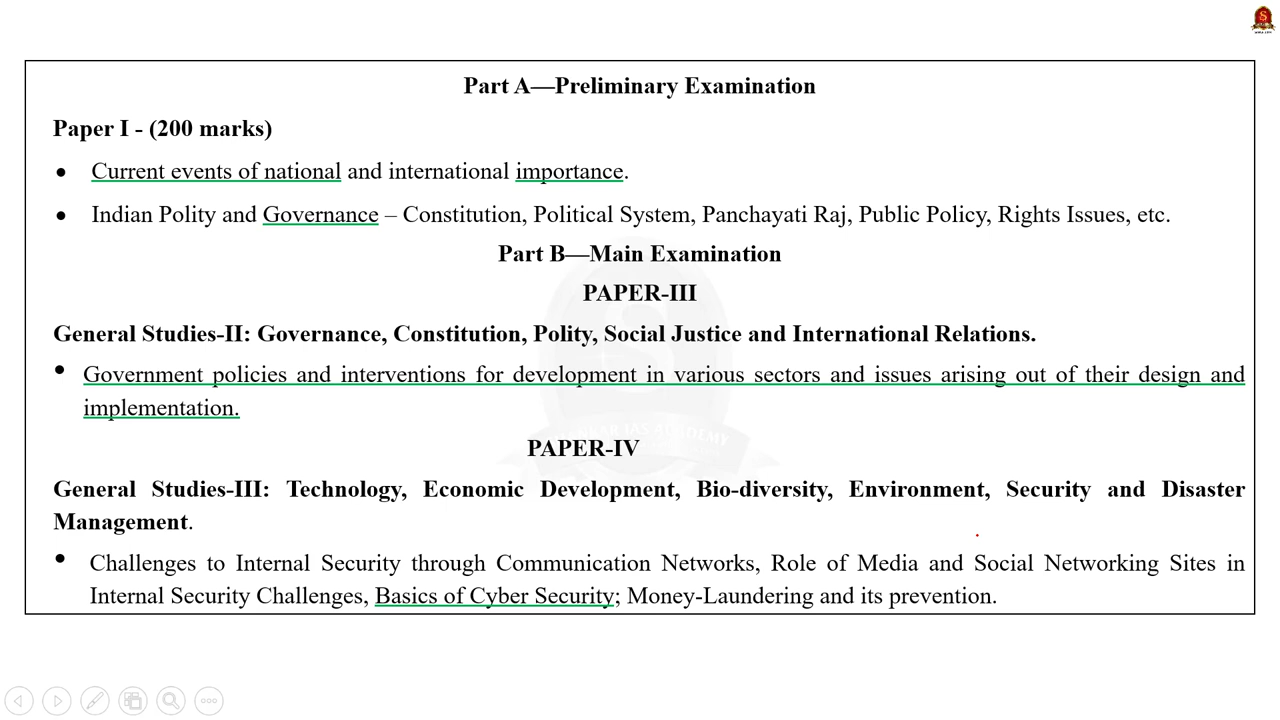 Part A—Preliminary Examination
Paper I - (200 marks)
• Current events of national and international importance.
• Indian Polity and Governance – Constitution, Political System, Panchayati Raj, Public Policy, Rights Issues, etc.
Part B—Main Examination
PAPER-III
General Studies-II: Governance, Constitution, Polity, Social Justice and International Relations.
• Government policies and interventions for development in various sectors and issues arising out of their design and
implementation.
PAPER-IV
General Studies-III: Technology, Economic Development, Bio-diversity, Environment, Security and Disaster
Management.
• Challenges to Internal Security through Communication Networks, Role of Media and Social Networking Sites in
Internal Security Challenges, Basics of Cyber Security; Money-Laundering and its prevention.